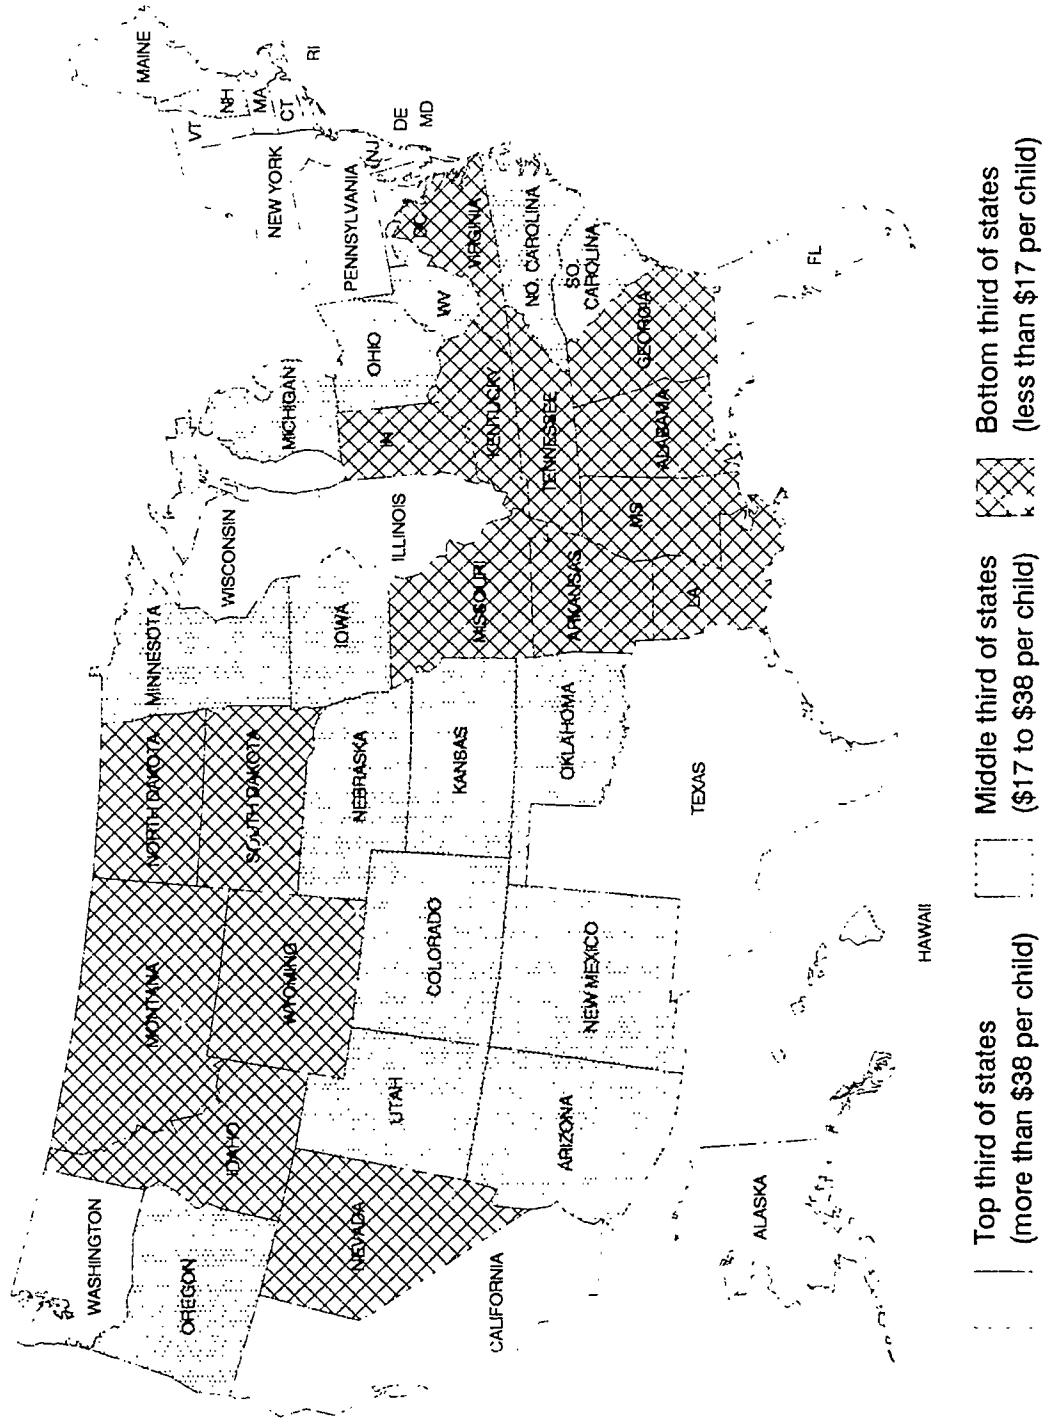 WASHINGTON
OREGON
CALIFORNIA
NEVADA
IDAHO
MONTANA
WYOMING
UTAH
ARIZONA
COLORADO
NEW MEXICO
NORTH DAKOTA
SOUTH DAKOTA
NEBRASKA
KANSAS
OKLAHOMA
TEXAS
MINNESOTA
IOWA
MISSOURI
ARKANSAS
LA
WISCONSIN
ILLINOIS
MS
MICHIGAN
IN
KENTUCKY
TENNESSEE
ALABAMA
OHIO
WV
VIRGINIA
NO. CAROLINA
SO.
CAROLINA
GEORGIA
FL
PENNSYLVANIA
NEW YORK
VT
NH
MAINE
MA
CT
RI
NJ
DE
MD
DC
ALASKA
HAWAII
Top third of states
(more than $38 per child)
Middle third of states
($17 to $38 per child)
Bottom third of states
(less than $17 per child)